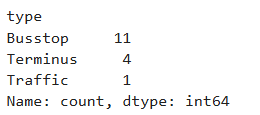 type
Busstop     11
Terminus     4
Traffic      1
Name: count, dtype: int64